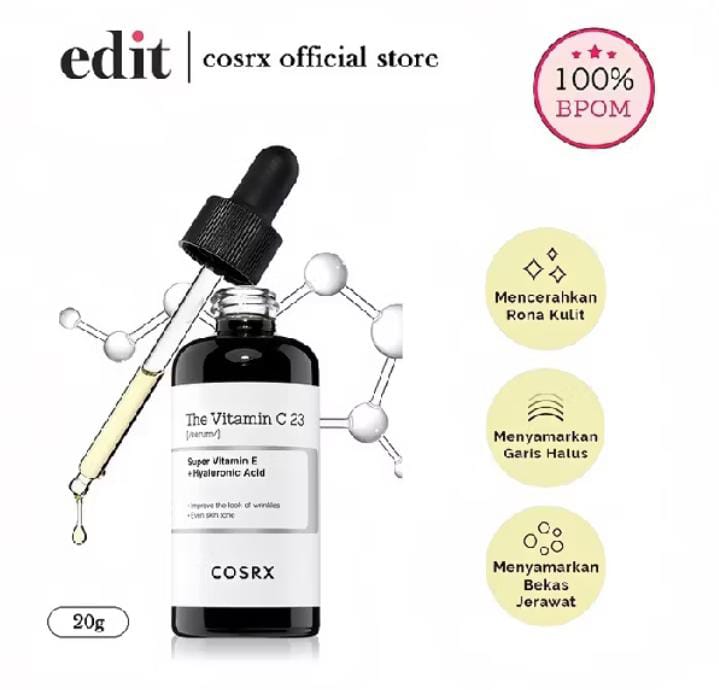 edit | cosrx official store
100%
BPOM
The Vitamin C 23
[/serum/]
Super Vitamin E
+Hyaluronic Acid
• Improve the look of wrinkles
• Even skin tone
COSRX
20g
Mencerahkan
Rona Kulit
Menyamarkan
Garis Halus
Menyamarkan
Bekas
Jerawat